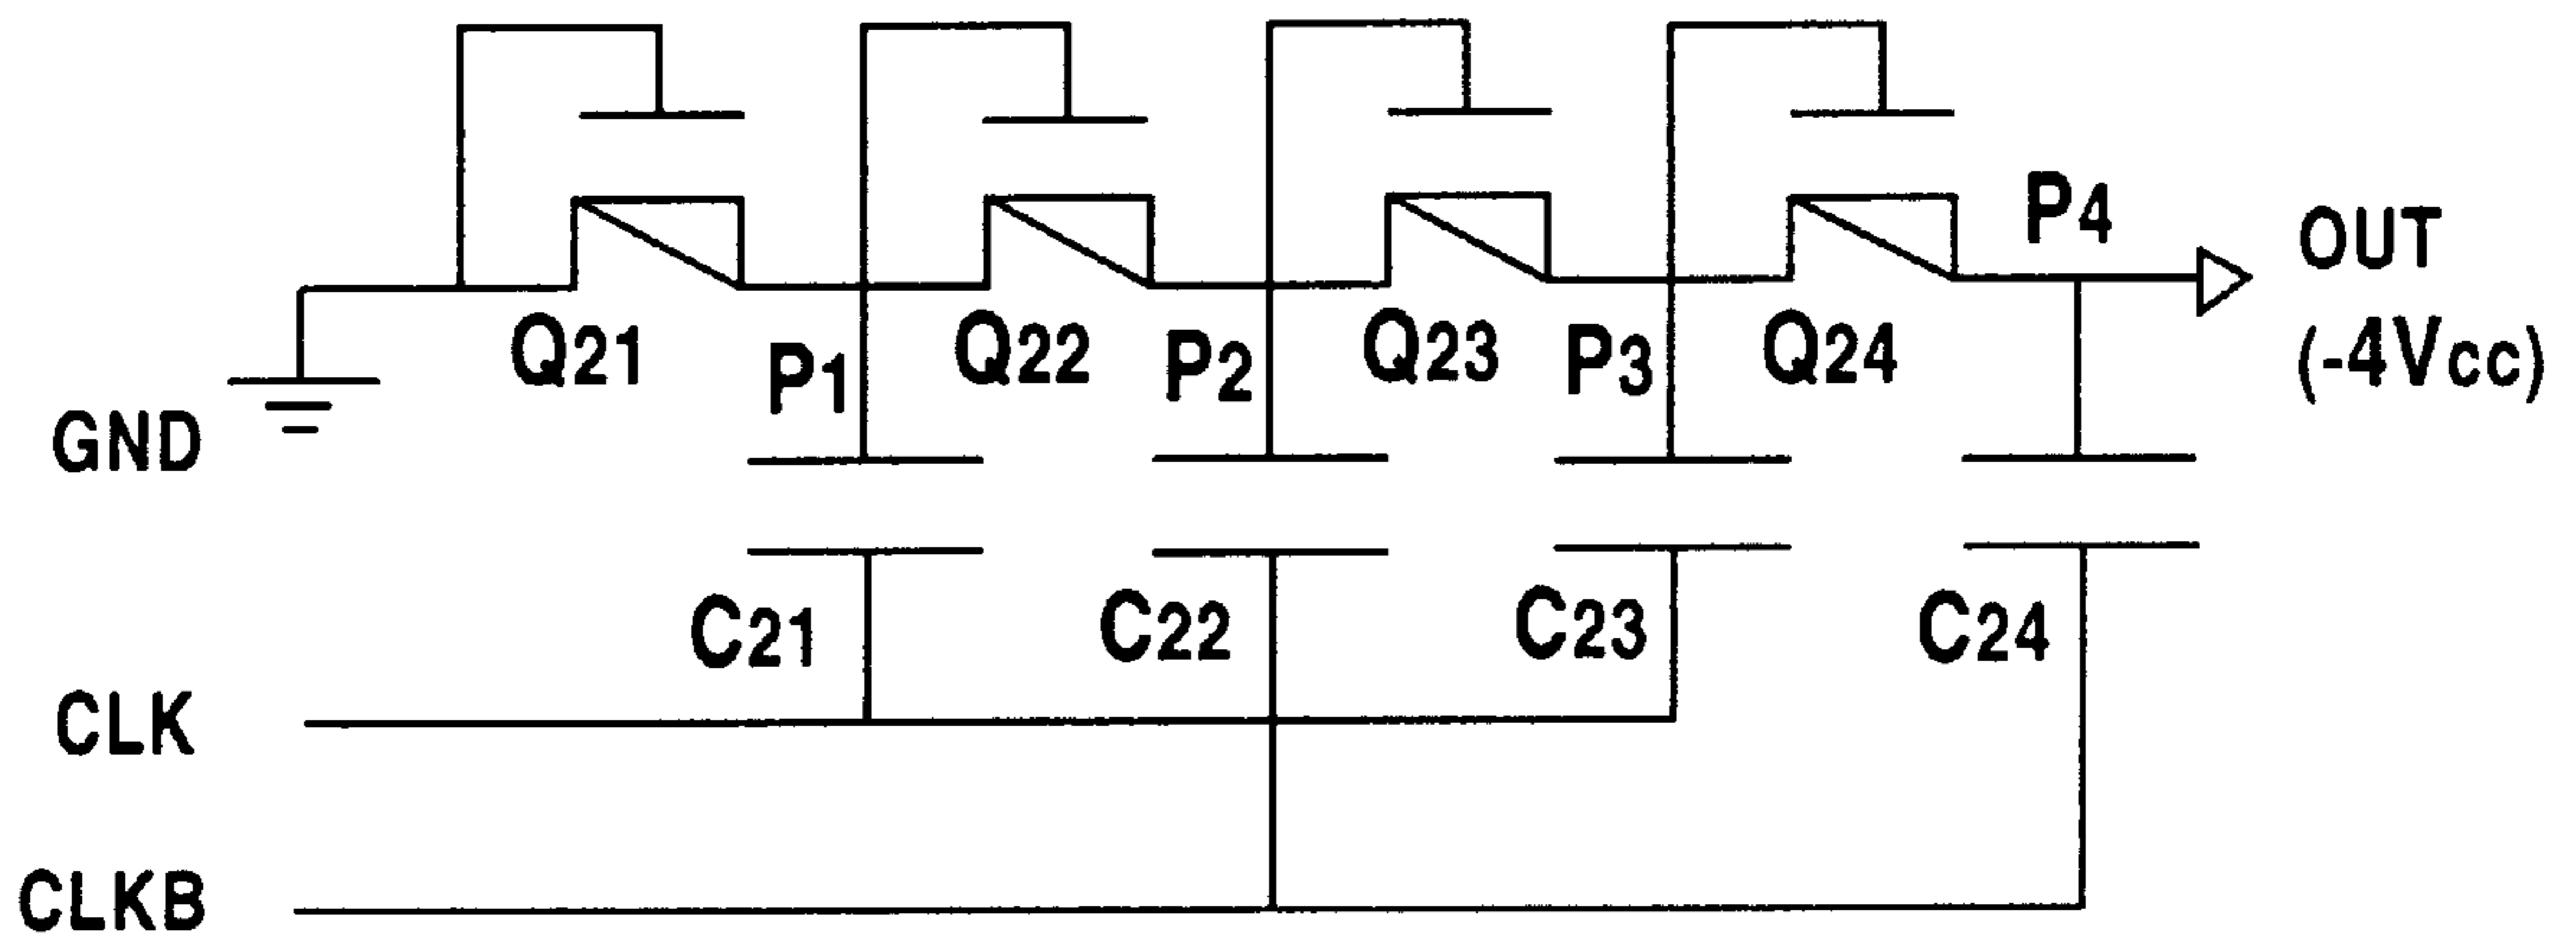 P4
OUT
(-4Vcc)
Q21
P1
Q22
P2
Q23
P3
Q24
GND
C21
C22
C23
C24
CLK
CLKB